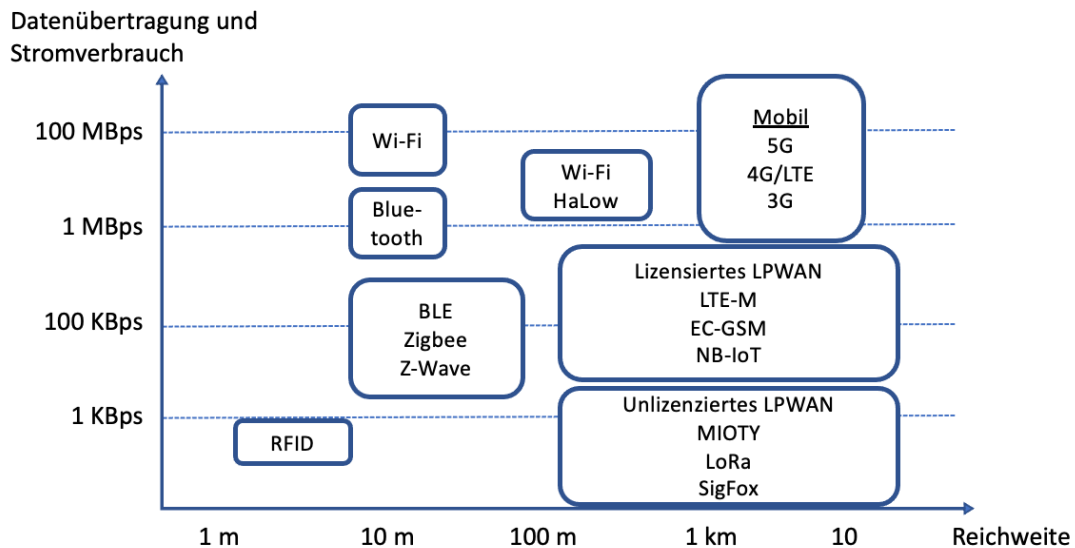 Datenübertragung und
Stromverbrauch
100 MBps
1 MBps
100 KBps
1 KBps
Wi-Fi
Blue-
tooth
Wi-Fi
HaLow
Mobil
5G
4G/LTE
3G
BLE
Zigbee
Z-Wave
Lizensiertes LPWAN
LTE-M
EC-GSM
NB-IoT
RFID
Unlizenziertes LPWAN
MIOTY
LoRa
SigFox
1 m
10 m
100 m
1 km
10
Reichweite